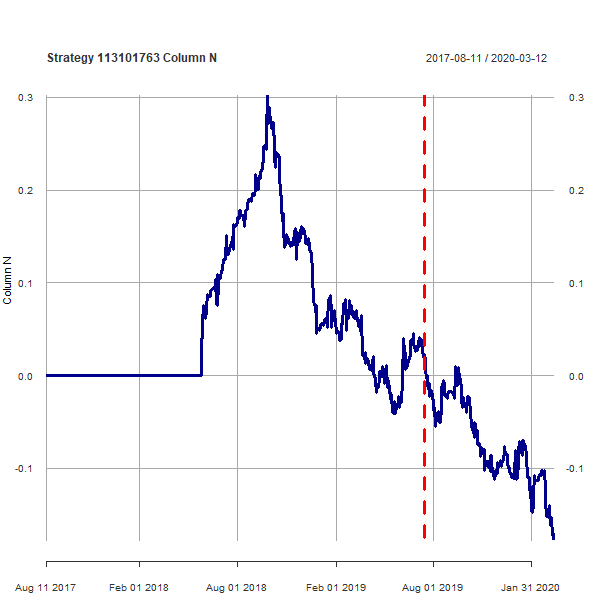 Strategy 113101763 Column N 2017-08-11 / 2020-03-12
0.3 0.3
0.2 0.2
0.1 0.1
0.0 0.0
-0.1 -0.1
Column N
Aug 11 2017 Feb 01 2018 Aug 01 2018 Feb 01 2019 Aug 01 2019 Jan 31 2020